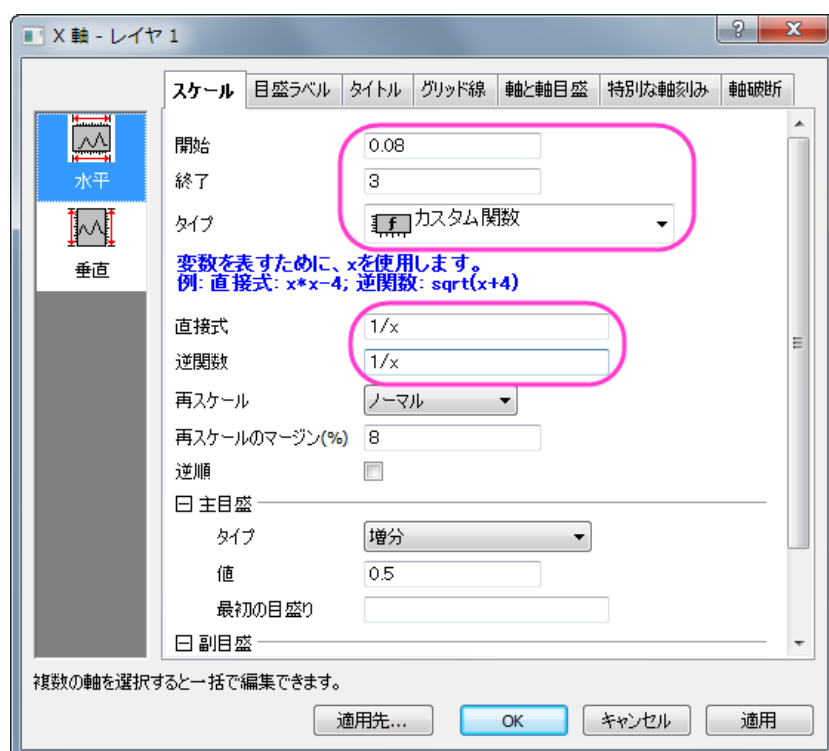 X 軸 - レイヤ 1
スケール 目盛ラベル タイトル グリッド線 軸と軸目盛 特別な軸刻み 軸破断
水平
垂直
開始 0.08
終了 3
タイプ カスタム関数
変数を表すために、xを使用します。
例: 直接式: x*x-4; 逆関数: sqrt(x+4)
直接式 1/x
逆関数 1/x
再スケール ノーマル
再スケールのマージン(%) 8
逆順
主目盛
タイプ 増分
値 0.5
最初の目盛り
副目盛
複数の軸を選択すると一括で編集できます。
適用先... OK キャンセル 適用